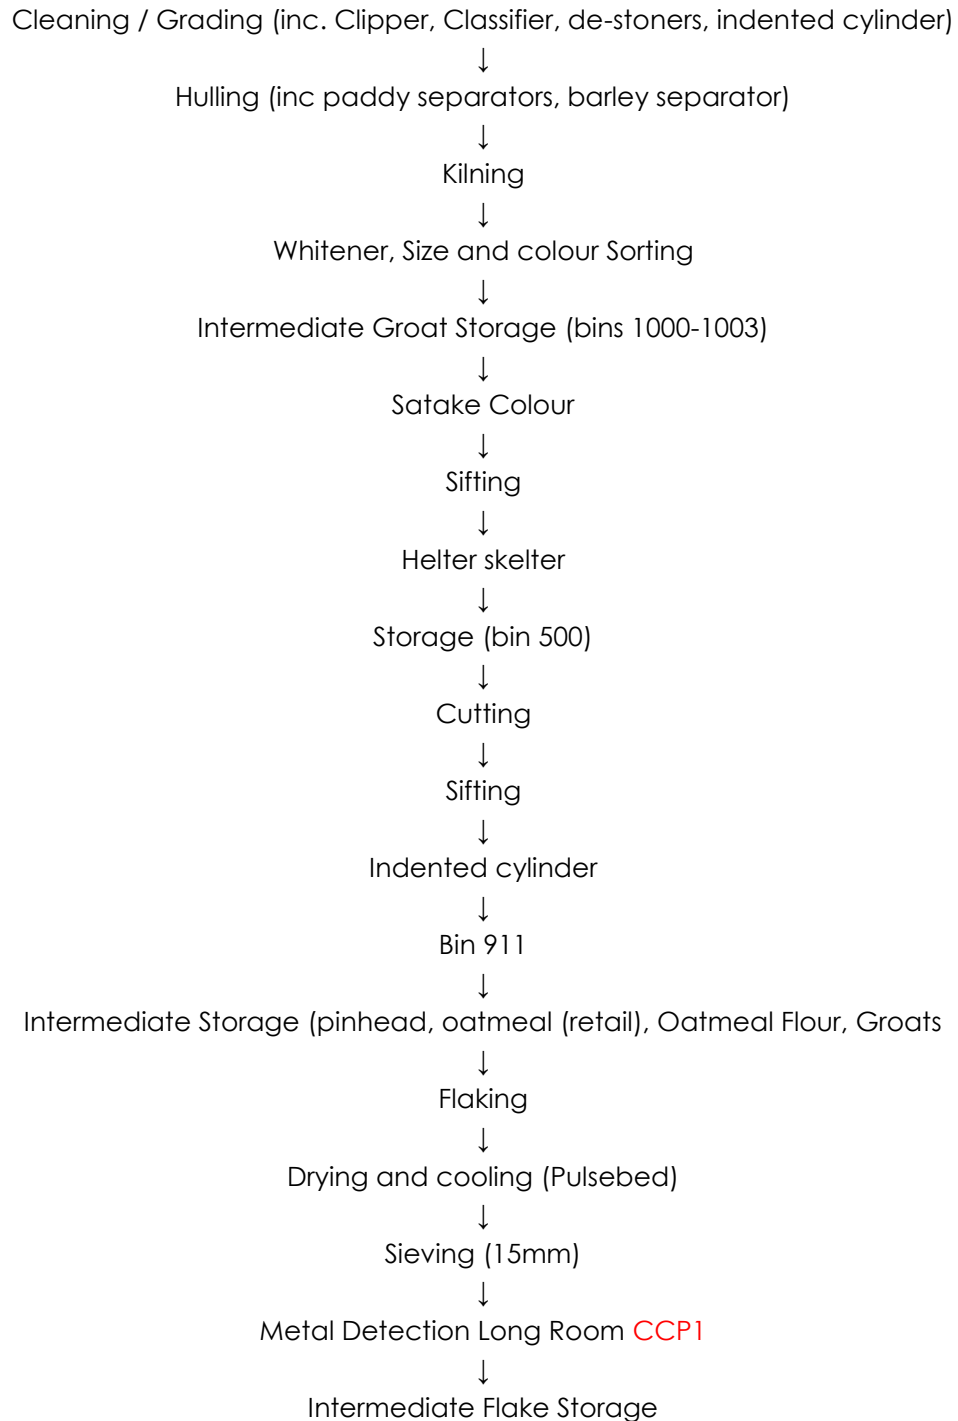 Cleaning / Grading (inc. Clipper, Classifier, de-stoners, indented cylinder)
↓
Hulling (inc paddy separators, barley separator)
↓
Kilning
↓
Whitener, Size and colour Sorting
↓
Intermediate Groat Storage (bins 1000-1003)
↓
Satake Colour
↓
Sifting
↓
Helter skelter
↓
Storage (bin 500)
↓
Cutting
↓
Sifting
↓
Indented cylinder
↓
Bin 911
↓
Intermediate Storage (pinhead, oatmeal (retail), Oatmeal Flour, Groats
↓
Flaking
↓
Drying and cooling (Pulsebed)
↓
Sieving (15mm)
↓
Metal Detection Long Room CCP1
↓
Intermediate Flake Storage